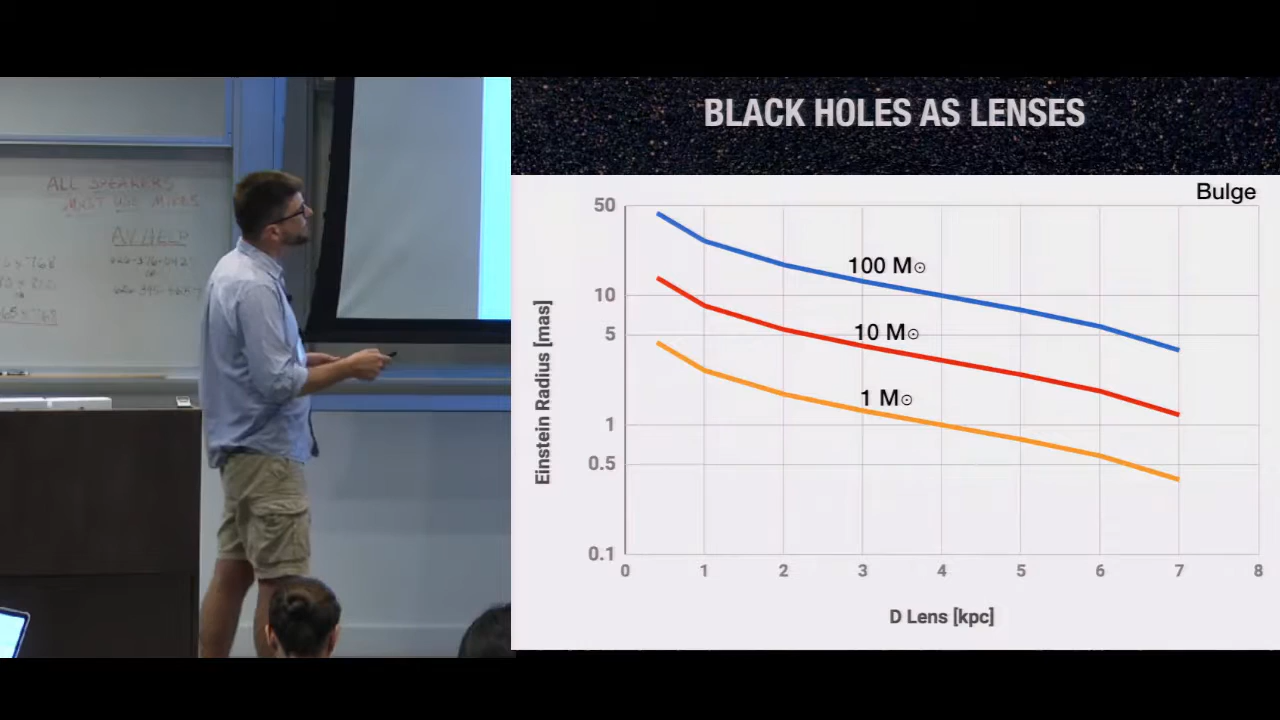 ALL SPEAKERS
MUST USE MIKES
AV HELP
BLACK HOLES AS LENSES
Bulge
50
10
5
1
0.5
0.1
Einstein Radius [mas]
100 M⊙
10 M⊙
1 M⊙
0 1 2 3 4 5 6 7 8
D Lens [kpc]